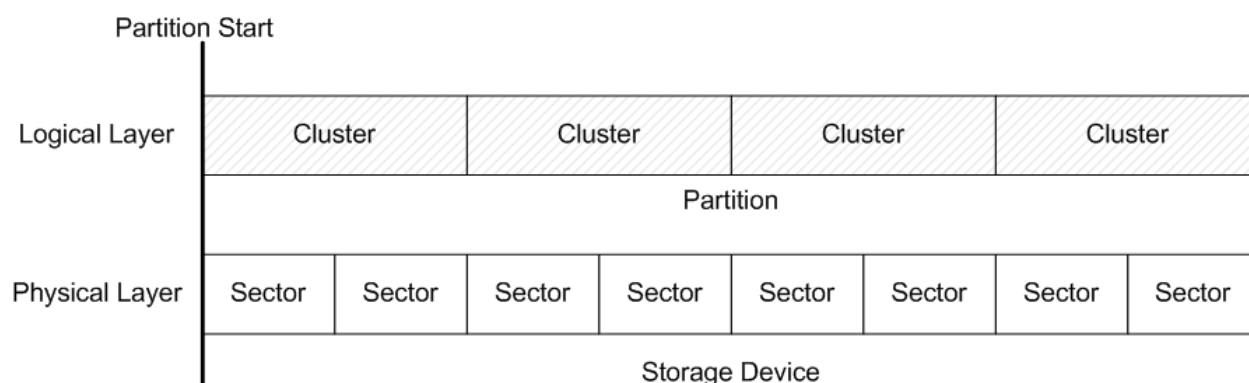 Partition Start
Logical Layer Cluster Cluster Cluster Cluster
Partition
Physical Layer Sector Sector Sector Sector Sector Sector Sector Sector
Storage Device